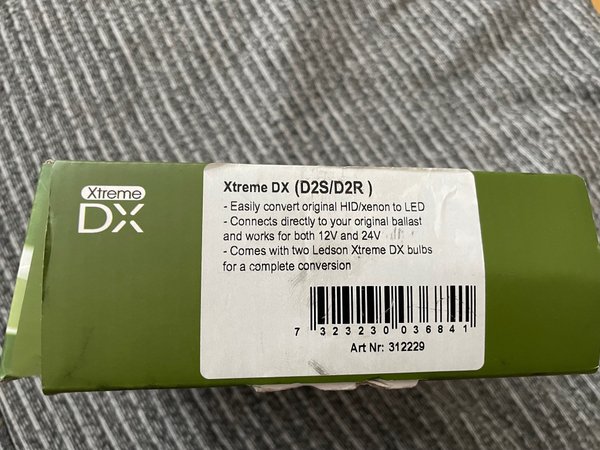 Xtreme
DX
Xtreme DX (D2S/D2R )
- Easily convert original HID/xenon to LED
- Connects directly to your original ballast
and works for both 12V and 24V
- Comes with two Ledson Xtreme DX bulbs
for a complete conversion
7 323230 036841
Art Nr: 312229